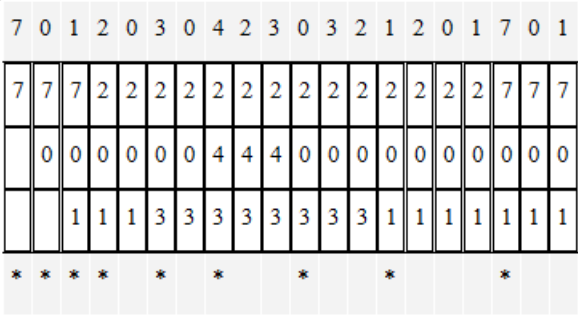 7 0 1 2 0 3 0 4 2 3 0 3 2 1 2 0 1 7 0 1
7 7 7 2 2 2 2 2 2 2 2 2 2 2 2 2 2 7 7 7
0 0 0 0 0 0 4 4 4 0 0 0 0 0 0 0 0 0 0
1 1 1 3 3 3 3 3 3 3 3 1 1 1 1 1 1 1
* * * * * * * * *